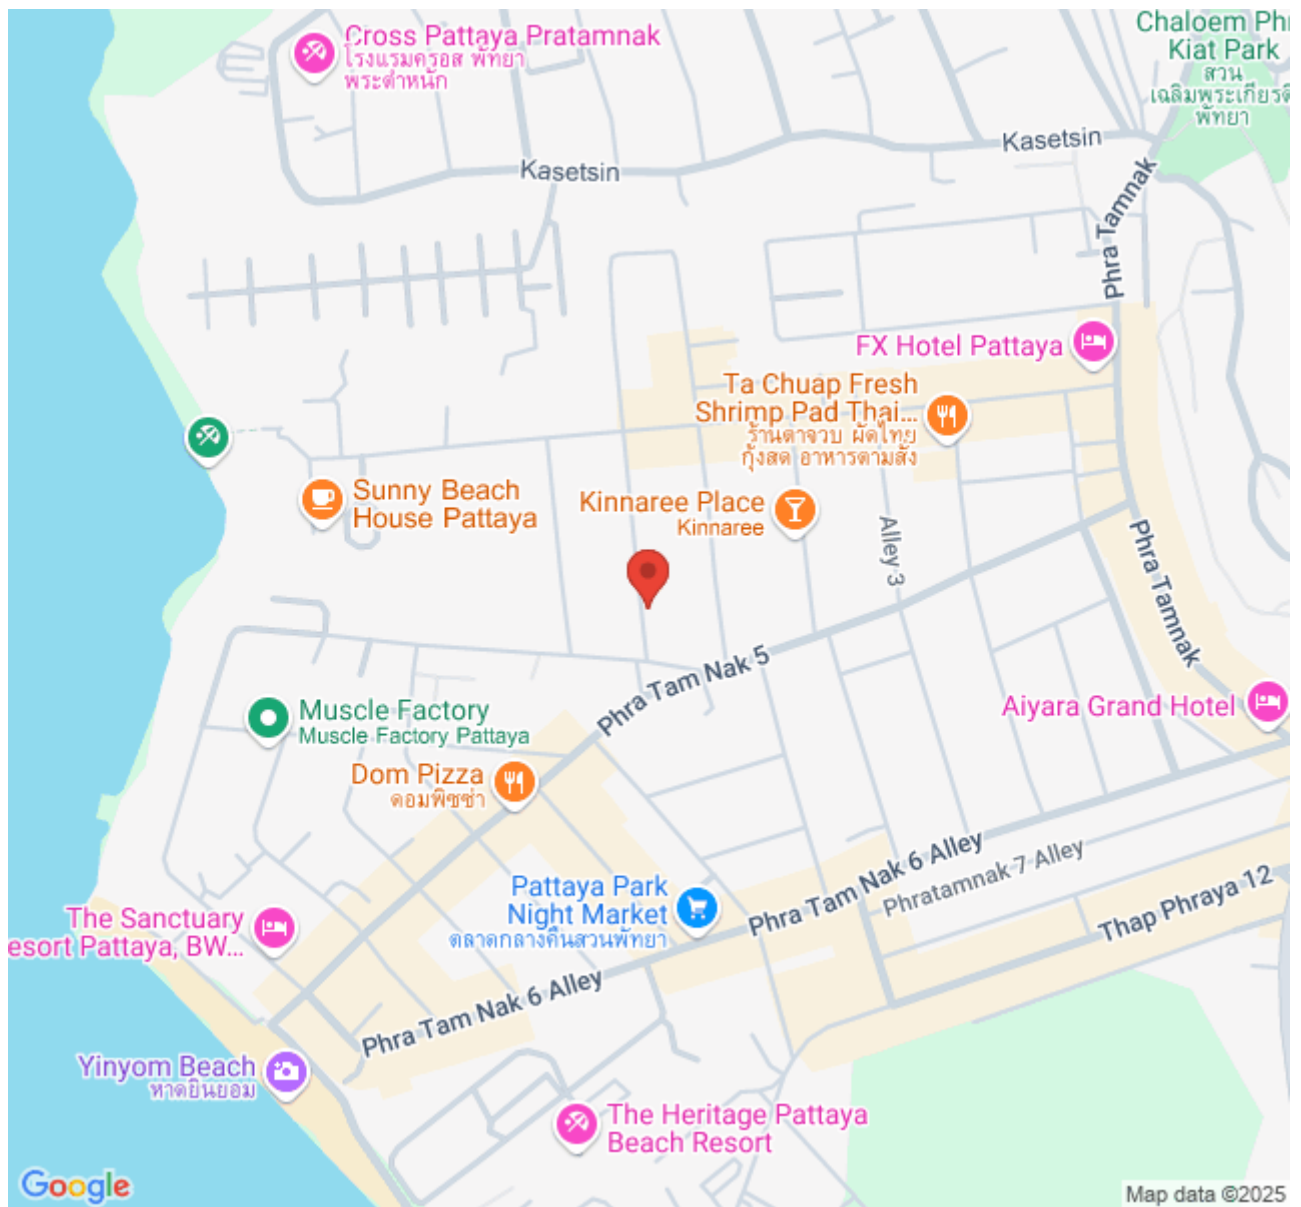 Cross Pattaya Pratamnak
โรงแรมครอส พัทยา
พระตำหนัก
Chaloem Phr
Kiat Park
สวน
เฉลิมพระเกียรติ
พัทยา
Kasetsin
Kasetsin
Phra Tamnak
FX Hotel Pattaya
Ta Chuap Fresh
Shrimp Pad Thai...
ร้านตาจวบ ผัดไทย
กุ้งสด อาหารตามสั่ง
Sunny Beach
House Pattaya
Kinnaree Place
Kinnaree
Alley 3
Phra Tamnak
Phra Tam Nak 5
Aiyara Grand Hotel
Muscle Factory
Muscle Factory Pattaya
Dom Pizza
ดอมพิซซ่า
Phra Tam Nak 6 Alley
Phratamnak 7 Alley
Thap Phraya 12
Pattaya Park
Night Market
ตลาดกลางคืนสวนพัทยา
The Sanctuary
esort Pattaya, BW...
Phra Tam Nak 6 Alley
Yinyom Beach
หาดยินยอม
The Heritage Pattaya
Beach Resort
Google
Map data ©2025